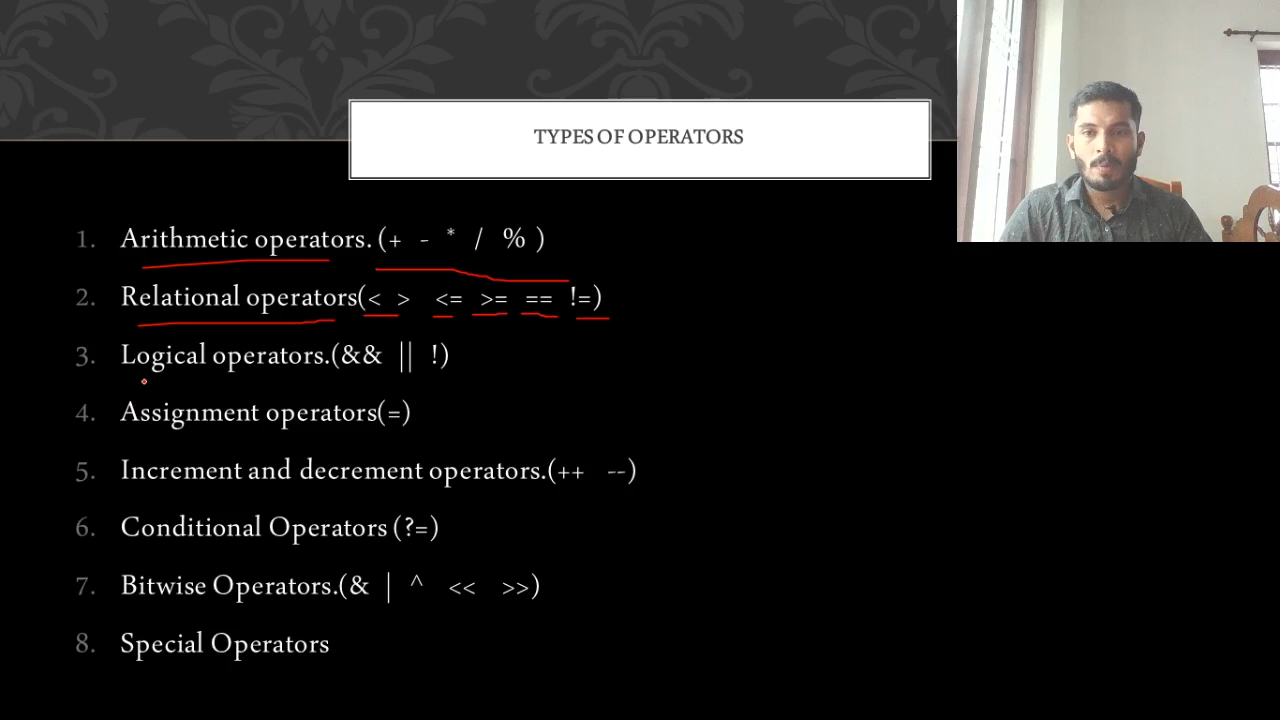 TYPES OF OPERATORS
1. Arithmetic operators. (+ - * / % )
2. Relational operators(< > <= >= == !=)
3. Logical operators.(&& || !)
4. Assignment operators(=)
5. Increment and decrement operators.(++ --)
6. Conditional Operators (?=)
7. Bitwise Operators.(& | ^ << >>)
8. Special Operators